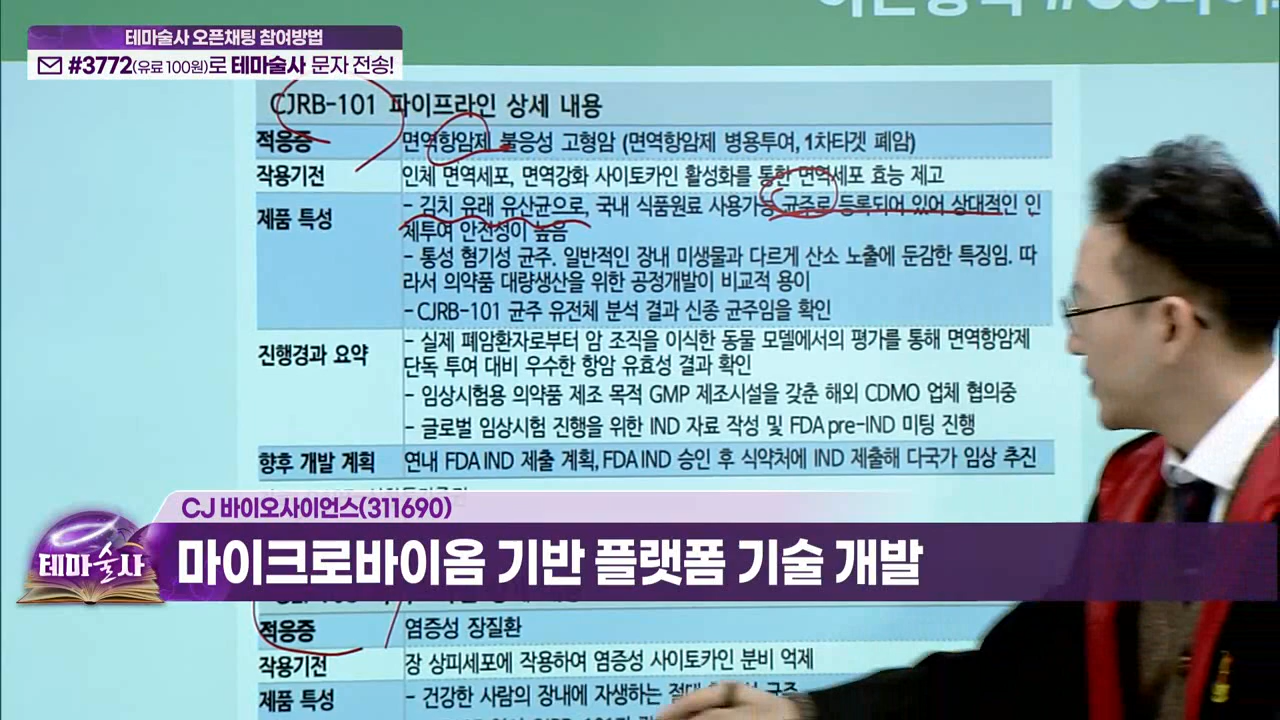 테마술사 오픈채팅 참여방법
#3772(유료 100원)로 테마술사 문자 전송!
CJRB-101 파이프라인 상세 내용
적응증 면역항암제 불응성 고형암 (면역항암제 병용투여, 1차타겟 폐암)
작용기전 인체 면역세포, 면역강화 사이토카인 활성화를 통한 면역세포 효능 제고
제품 특성 - 김치 유래 유산균으로, 국내 식품원료 사용가능 균주로 등록되어 있어 상대적인 인
체투여 안전성이 높음
- 통성 혐기성 균주. 일반적인 장내 미생물과 다르게 산소 노출에 둔감한 특징임. 따
라서 의약품 대량생산을 위한 공정개발이 비교적 용이
- CJRB-101 균주 유전체 분석 결과 신종 균주임을 확인
진행경과 요약 - 실제 폐암환자로부터 암 조직을 이식한 동물 모델에서의 평가를 통해 면역항암제
단독 투여 대비 우수한 항암 유효성 결과 확인
- 임상시험용 의약품 제조 목적 GMP 제조시설을 갖춘 해외 CDMO 업체 협의중
- 글로벌 임상시험 진행을 위한 IND 자료 작성 및 FDA pre-IND 미팅 진행
향후 개발 계획 연내 FDA IND 제출 계획, FDA IND 승인 후 식약처에 IND 제출해 다국가 임상 추진
CJ 바이오사이언스(311690)
테마술사
마이크로바이옴 기반 플랫폼 기술 개발
적응증 염증성 장질환
작용기전 장 상피세포에 작용하여 염증성 사이토카인 분비 억제
제품 특성 - 건강한 사람의 장내에 자생하는 절대